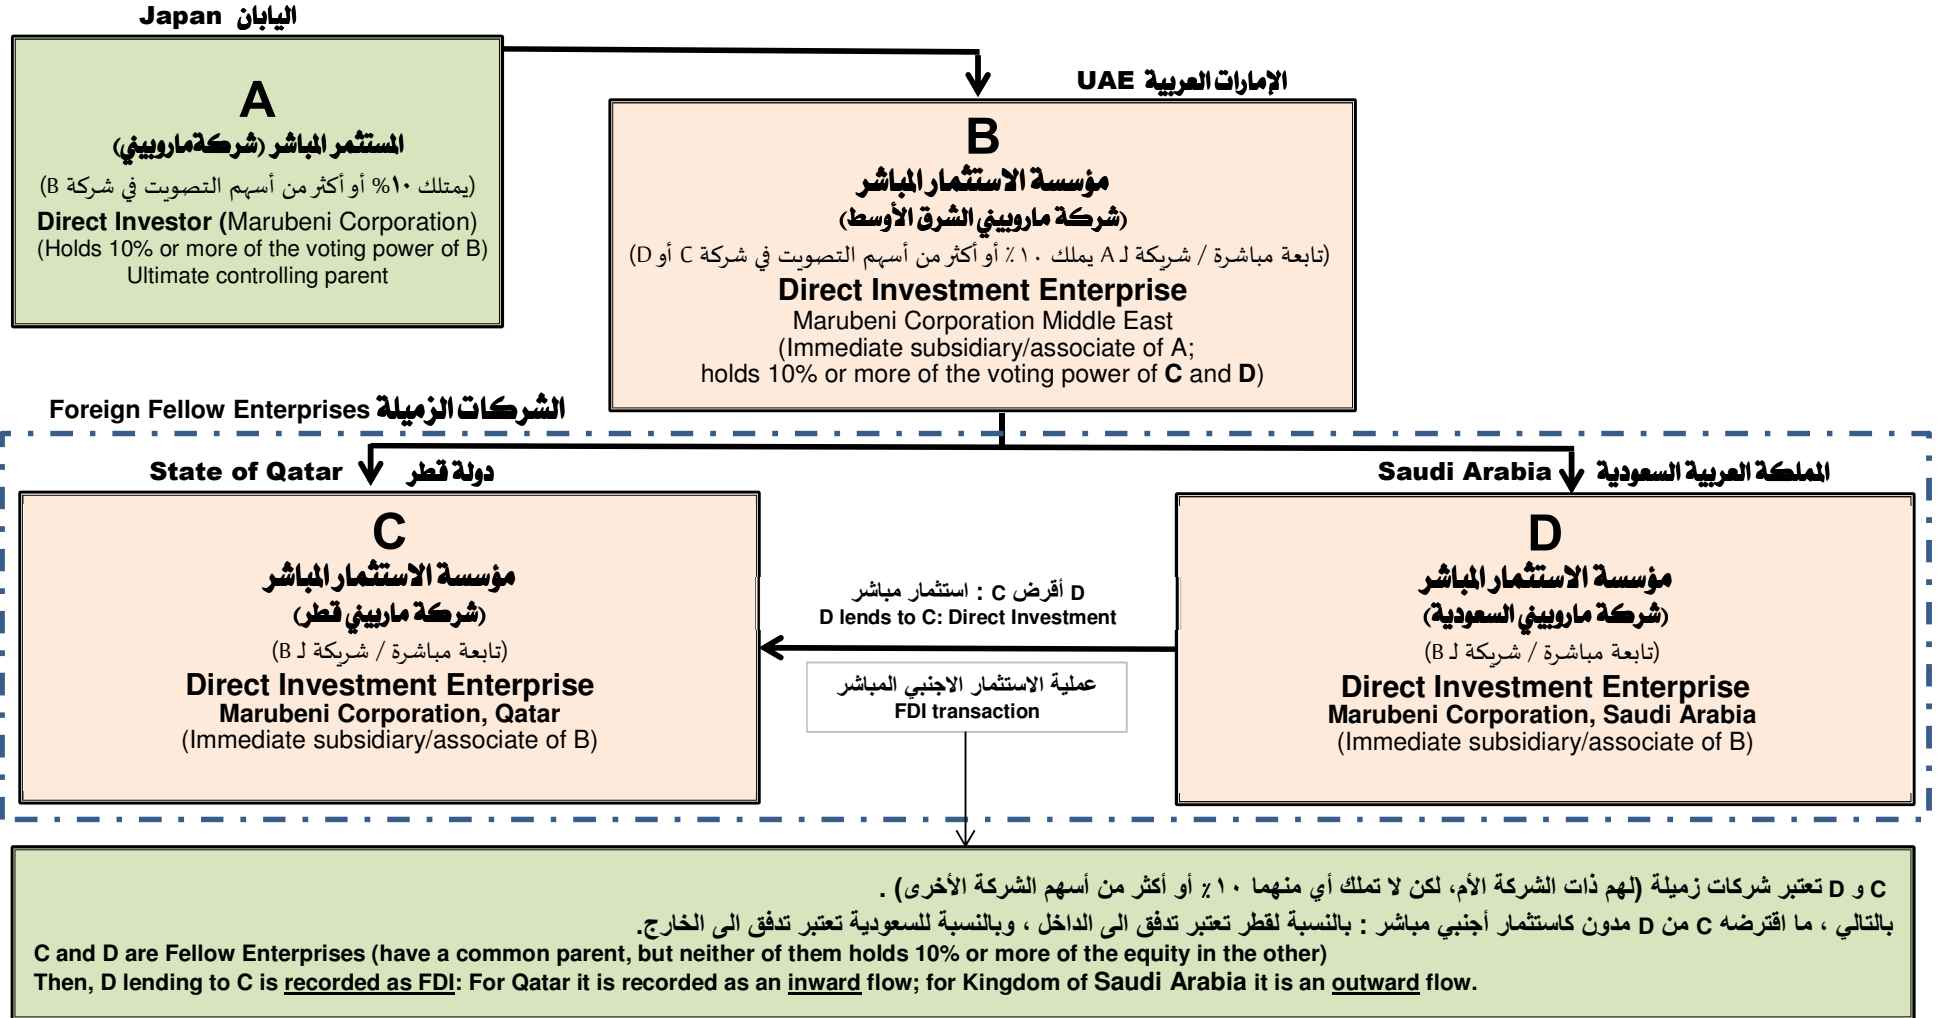 اليابان Japan
A
المستثمر المباشر (شركةماروبيني)
(يمتلك ١٠% أو أكثر من أسهم التصويت في شركة B)
Direct Investor (Marubeni Corporation)
(Holds 10% or more of the voting power of B)
Ultimate controlling parent
الإمارات العربية UAE
B
مؤسسة الاستثمار المباشر
(شركة ماروبيني الشرق الأوسط)
(تابعة مباشرة / شريكة لـ A يملك ١٠٪ أو أكثر من أسهم التصويت في شركة C أو D)
Direct Investment Enterprise
Marubeni Corporation Middle East
(Immediate subsidiary/associate of A;
holds 10% or more of the voting power of C and D)
الشركات الزميلة Foreign Fellow Enterprises
State of Qatar دولة قطر
C
مؤسسة الاستثمار المباشر
(شركة ماربيني قطر)
(تابعة مباشرة / شريكة لـ B)
Direct Investment Enterprise
Marubeni Corporation, Qatar
(Immediate subsidiary/associate of B)
D أقرض C : استثمار مباشر
D lends to C: Direct Investment
عملية الاستثمار الاجنبي المباشر
FDI transaction
Saudi Arabia المملكة العربية السعودية
D
مؤسسة الاستثمار المباشر
(شركة ماروبيني السعودية)
(تابعة مباشرة / شريكة لـ B)
Direct Investment Enterprise
Marubeni Corporation, Saudi Arabia
(Immediate subsidiary/associate of B)
C و D تعتبر شركات زميلة (لهم ذات الشركة الأم، لكن لا تملك أي منهما ١٠٪ أو أكثر من أسهم الشركة الأخرى) .
بالتالي ، ما اقترضه C من D مدون كاستثمار أجنبي مباشر : بالنسبة لقطر تعتبر تدفق الى الداخل ، وبالنسبة للسعودية تعتبر تدفق الى الخارج.
C and D are Fellow Enterprises (have a common parent, but neither of them holds 10% or more of the equity in the other)
Then, D lending to C is recorded as FDI: For Qatar it is recorded as an inward flow; for Kingdom of Saudi Arabia it is an outward flow.